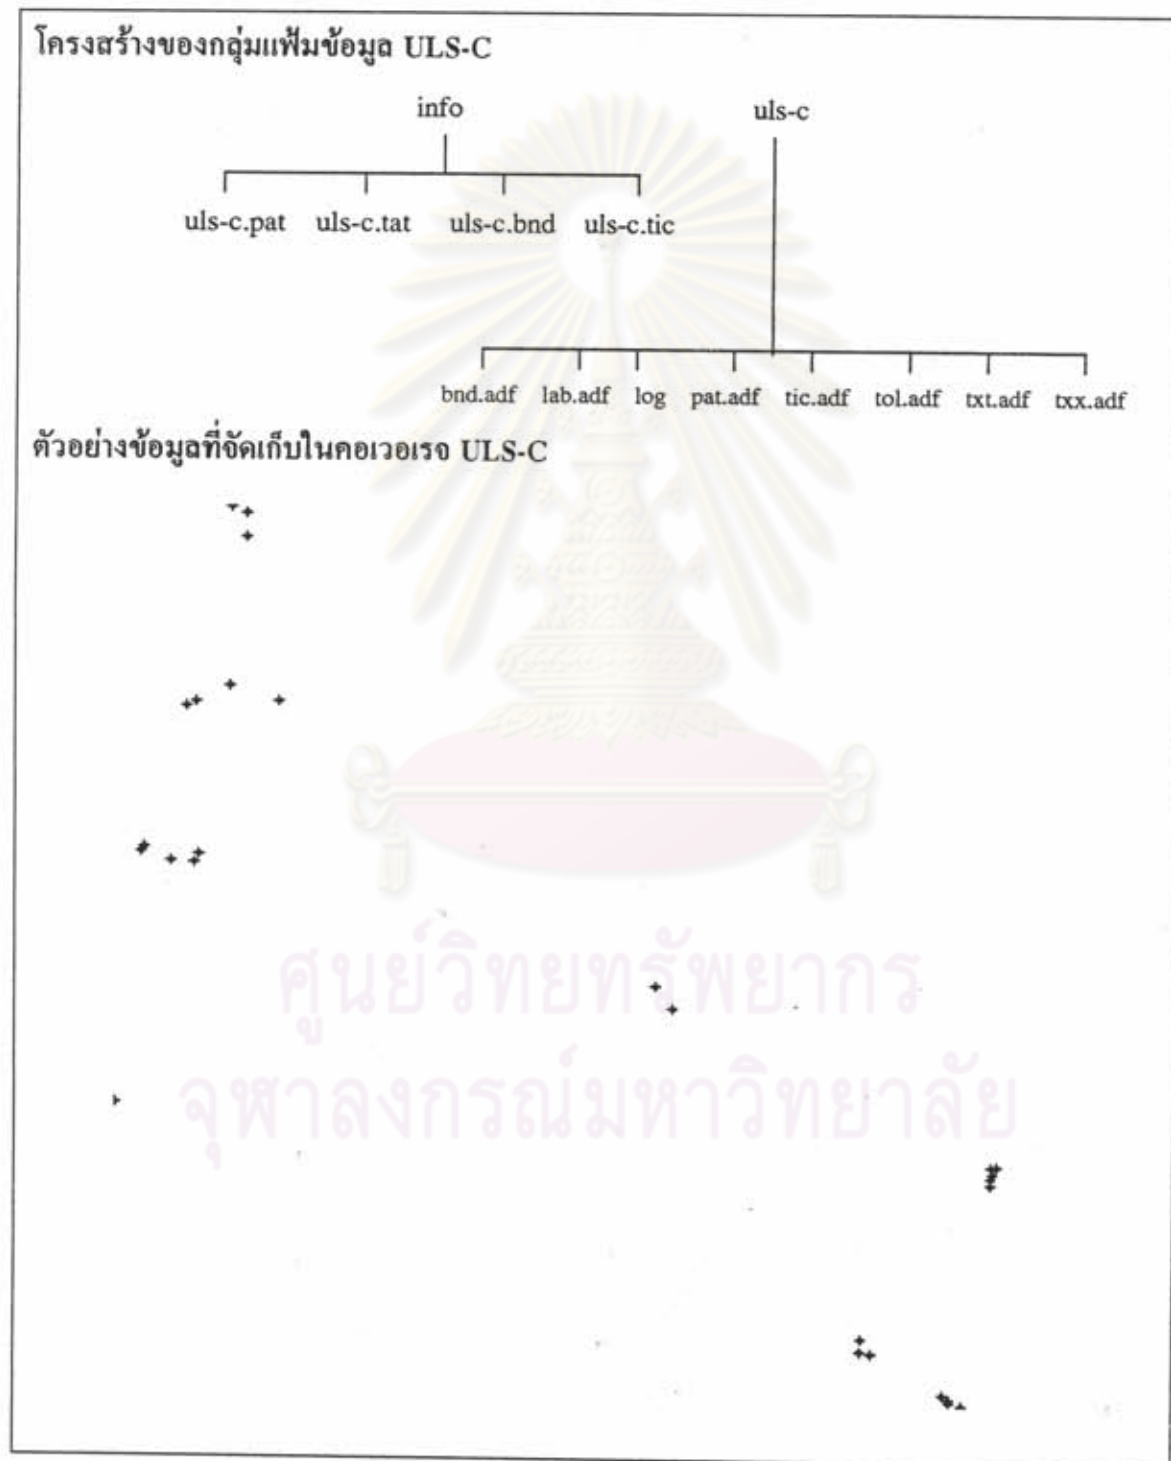 โครงสร้างของกลุ่มแฟ้มข้อมูล ULS-C
info uls-c
uls-c.pat uls-c.tat uls-c.bnd uls-c.tic
bnd.adf lab.adf log pat.adf tic.adf tol.adf txt.adf txx.adf
ตัวอย่างข้อมูลที่จัดเก็บในคอเวอเรจ ULS-C
ศูนย์วิทยทรัพยากร
จุฬาลงกรณ์มหาวิทยาลัย